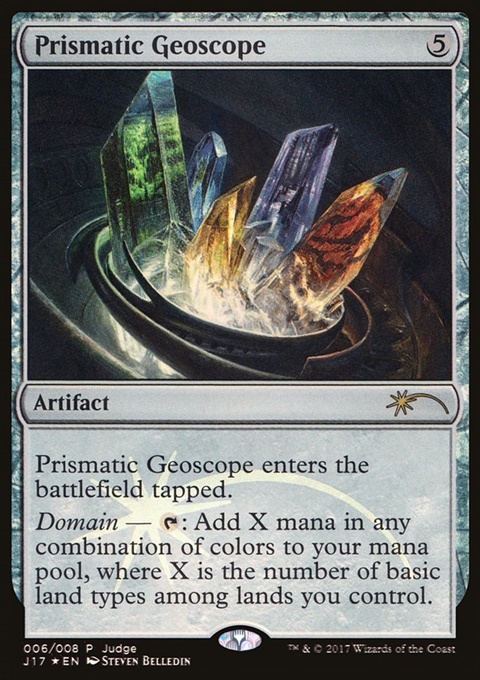 Prismatic Geoscope 5
Artifact
Prismatic Geoscope enters the
battlefield tapped.
Domain — : Add X mana in any
combination of colors to your mana
pool, where X is the number of basic
land types among lands you control.
006/008 P Judge
J17 ★ EN Steven Belledin ™ & © 2017 Wizards of the Coast